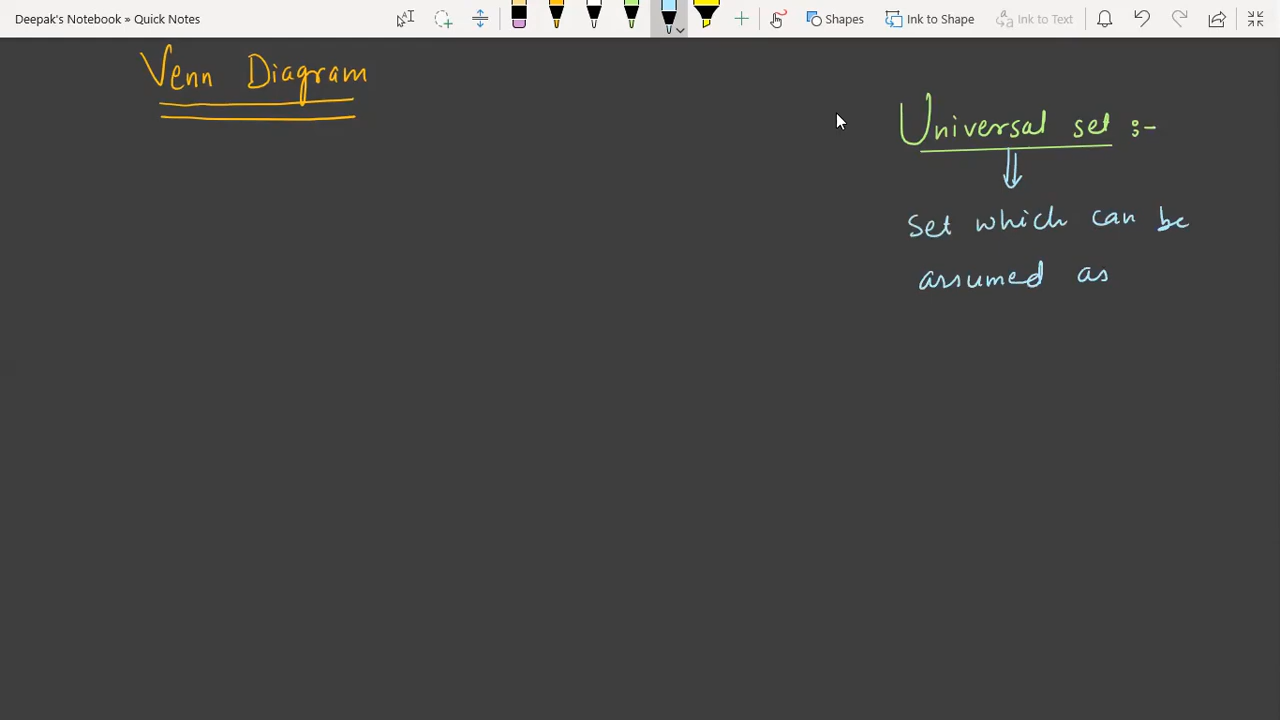 Deepak's Notebook » Quick Notes
Shapes
Ink to Shape
Ink to Text
Venn Diagram
Universal set :-
Set which can be
assumed as